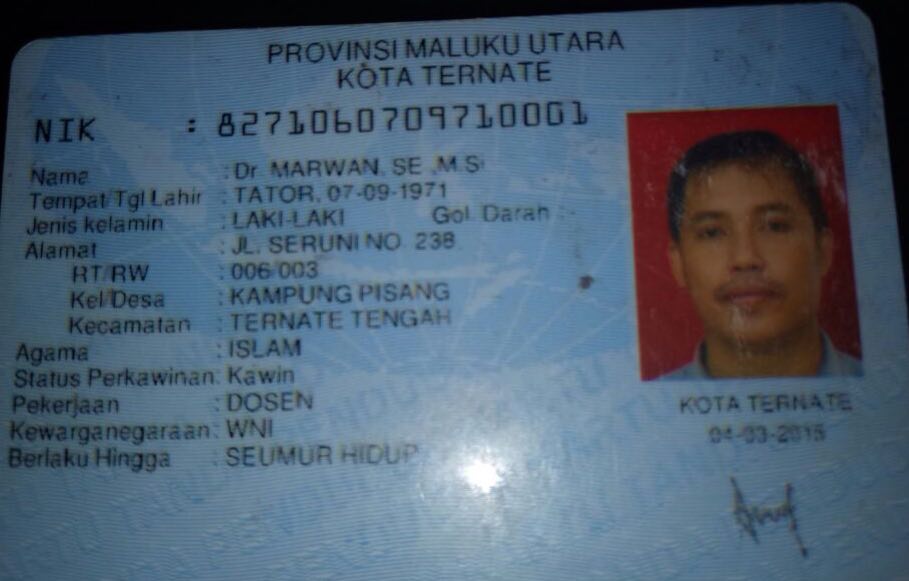 PROVINSI MALUKU UTARA
KOTA TERNATE
NIK : 8271060709710001
Nama : Dr. MARWAN, SE.,M.Si
Tempat/Tgl Lahir : TATOR, 07-09-1971
Jenis kelamin : LAKI-LAKI Gol. Darah : -
Alamat : JL. SERUNI NO. 238
RT/RW : 006/003
Kel/Desa : KAMPUNG PISANG
Kecamatan : TERNATE TENGAH
Agama : ISLAM
Status Perkawinan: Kawin
Pekerjaan : DOSEN
Kewarganegaraan: WNI
Berlaku Hingga : SEUMUR HIDUP
KOTA TERNATE
04-03-2015